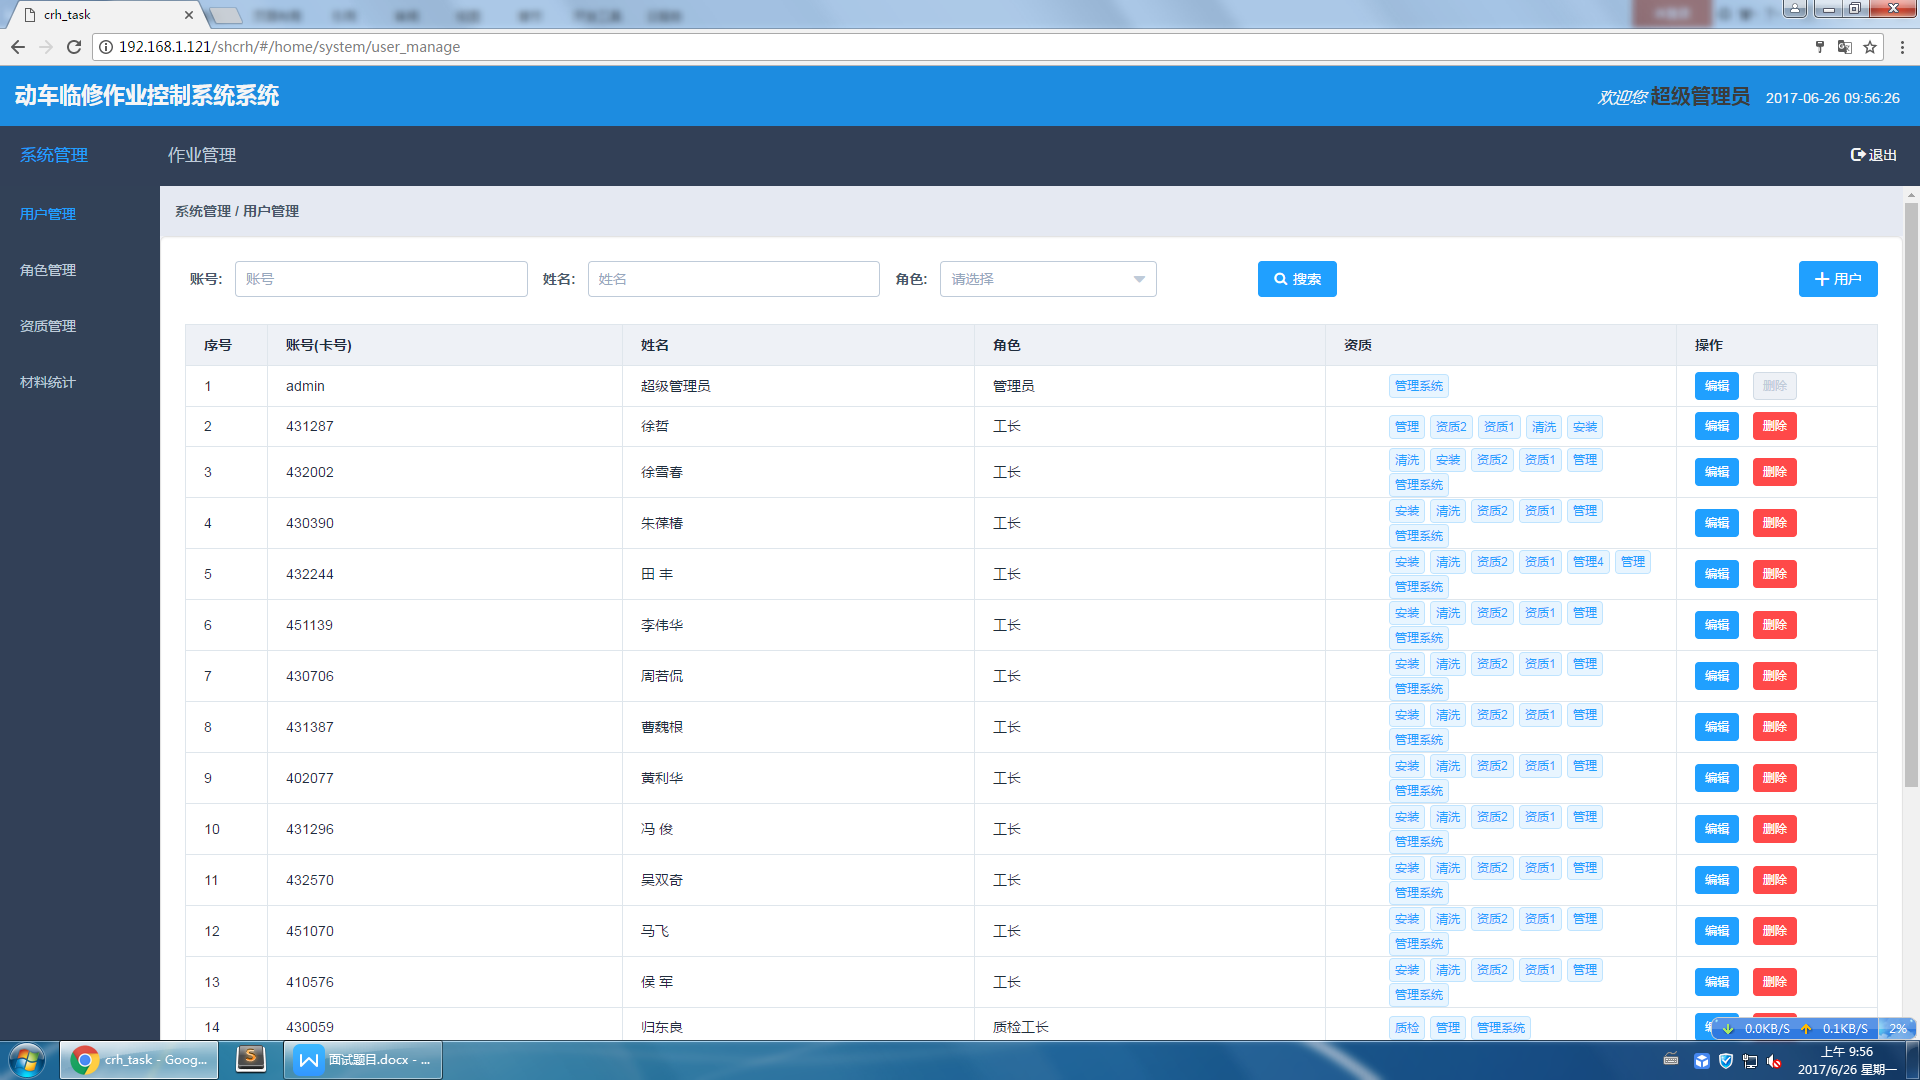 crh_task
192.168.1.121/shcrh/#/home/system/user_manage
动车临修作业控制系统系统
欢迎您 超级管理员 2017-06-26 09:56:26
系统管理 作业管理 退出
用户管理
角色管理
资质管理
材料统计
系统管理 / 用户管理
账号: 账号 姓名: 姓名 角色: 请选择 搜索 用户
序号 账号(卡号) 姓名 角色 资质 操作
1 admin 超级管理员 管理员 管理系统 编辑 删除
2 431287 徐哲 工长 管理 资质2 资质1 清洗 安装 编辑 删除
3 432002 徐雪春 工长 清洗 安装 资质2 资质1 管理 编辑 删除
管理系统
4 430390 朱葆椿 工长 安装 清洗 资质2 资质1 管理 编辑 删除
管理系统
5 432244 田 丰 工长 安装 清洗 资质2 资质1 管理4 管理 编辑 删除
管理系统
6 451139 李伟华 工长 安装 清洗 资质2 资质1 管理 编辑 删除
管理系统
7 430706 周若侃 工长 安装 清洗 资质2 资质1 管理 编辑 删除
管理系统
8 431387 曹魏根 工长 安装 清洗 资质2 资质1 管理 编辑 删除
管理系统
9 402077 黄利华 工长 安装 清洗 资质2 资质1 管理 编辑 删除
管理系统
10 431296 冯 俊 工长 安装 清洗 资质2 资质1 管理 编辑 删除
管理系统
11 432570 吴双奇 工长 安装 清洗 资质2 资质1 管理 编辑 删除
管理系统
12 451070 马飞 工长 安装 清洗 资质2 资质1 管理 编辑 删除
管理系统
13 410576 侯 军 工长 安装 清洗 资质2 资质1 管理 编辑 删除
管理系统
14 430059 归东良 质检工长 质检 管理 管理系统
0.0KB/S 0.1KB/S 2%
crh_task - Goog... 面试题目.docx - ... 上午 9:56
2017/6/26 星期一